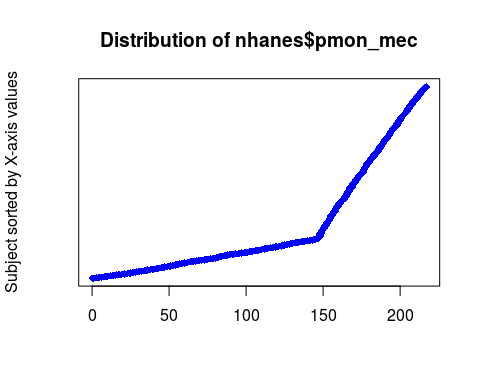 Distribution of nhanes$pmon_mec
Subject sorted by X-axis values
0 50 100 150 200